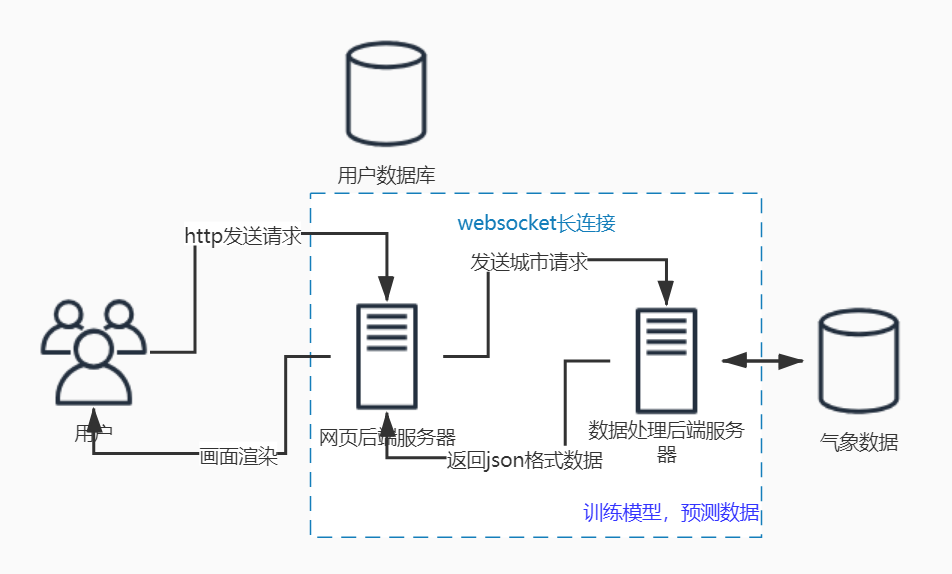 用户数据库
websocket长连接
http发送请求
发送城市请求
用户
网页后端服务器
数据处理后端服务
器
气象数据
画面渲染
返回json格式数据
训练模型，预测数据